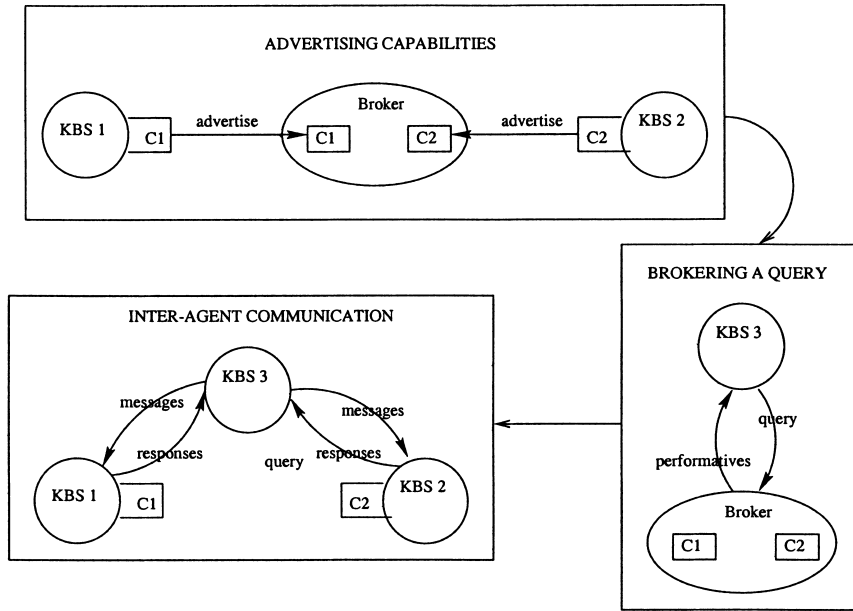 ADVERTISING CAPABILITIES
Broker
KBS 1
C1
advertise
C1
C2
advertise
C2
KBS 2
BROKERING A QUERY
KBS 3
query
performatives
Broker
C1
C2
INTER-AGENT COMMUNICATION
KBS 3
messages
messages
responses
query
responses
KBS 1
C1
C2
KBS 2